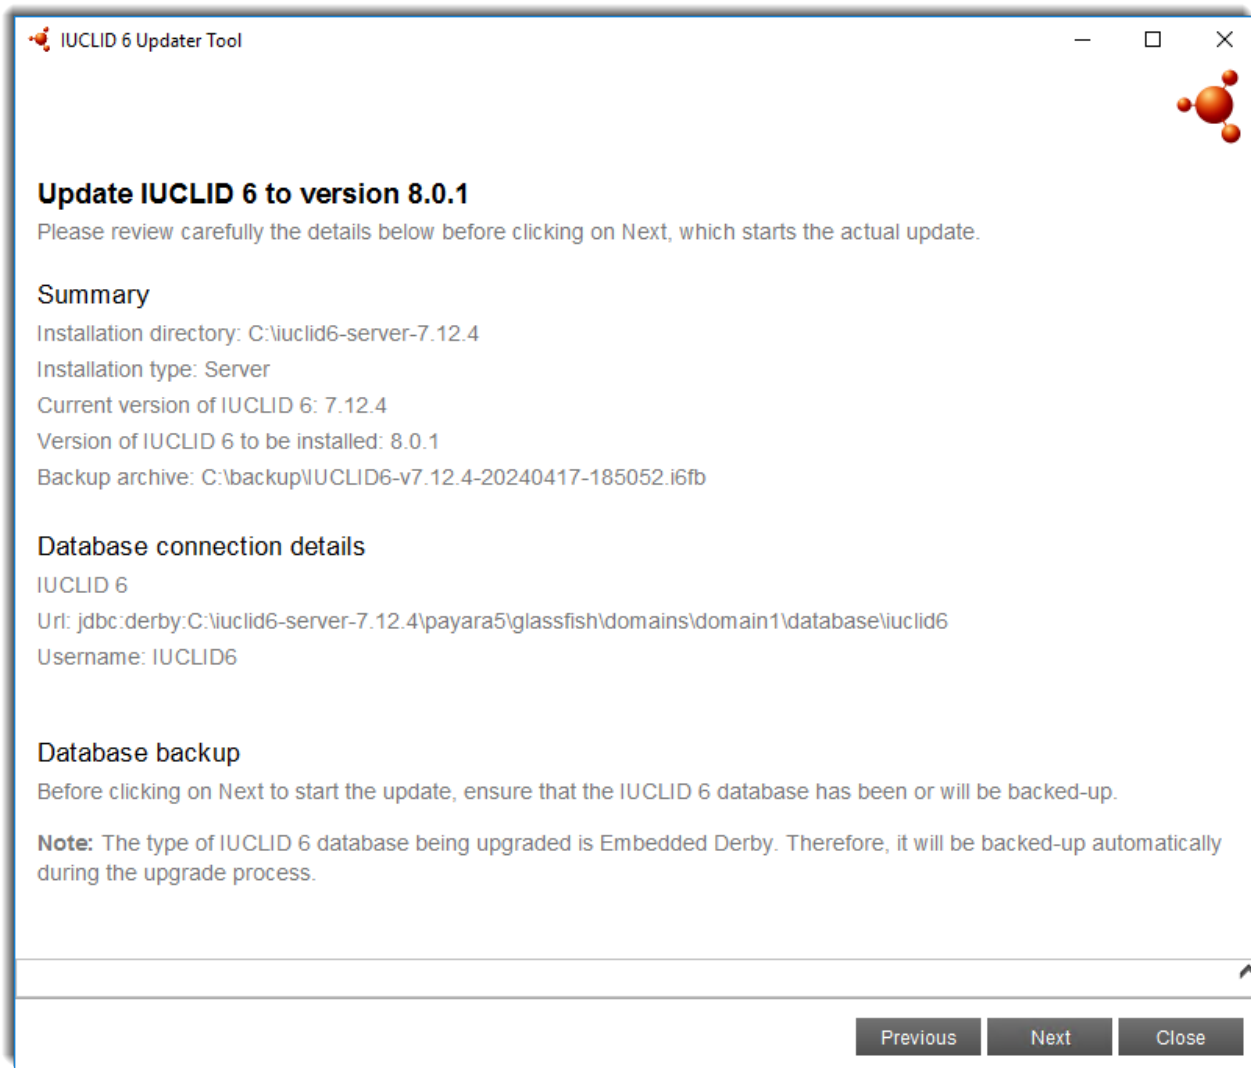 IUCLID 6 Updater Tool
Update IUCLID 6 to version 8.0.1
Please review carefully the details below before clicking on Next, which starts the actual update.
Summary
Installation directory: C:\iuclid6-server-7.12.4
Installation type: Server
Current version of IUCLID 6: 7.12.4
Version of IUCLID 6 to be installed: 8.0.1
Backup archive: C:\backup\IUCLID6-v7.12.4-20240417-185052.i6fb
Database connection details
IUCLID 6
Url: jdbc:derby:C:\iuclid6-server-7.12.4\payara5\glassfish\domains\domain1\database\iuclid6
Username: IUCLID6
Database backup
Before clicking on Next to start the update, ensure that the IUCLID 6 database has been or will be backed-up.
Note: The type of IUCLID 6 database being upgraded is Embedded Derby. Therefore, it will be backed-up automatically
during the upgrade process.
Previous Next Close